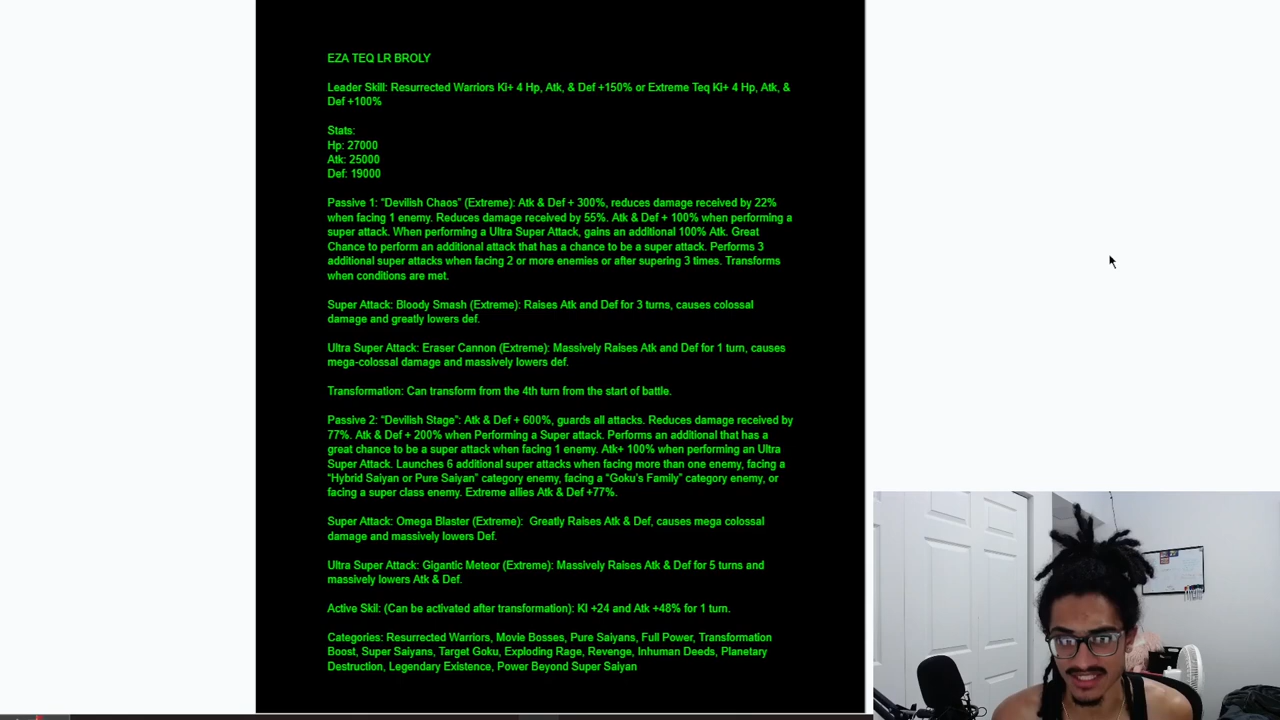 EZA TEQ LR BROLY
Leader Skill: Resurrected Warriors Ki+ 4 Hp, Atk, & Def +150% or Extreme Teq Ki+ 4 Hp, Atk, &
Def +100%
Stats:
Hp: 27000
Atk: 25000
Def: 19000
Passive 1: “Devilish Chaos” (Extreme): Atk & Def + 300%, reduces damage received by 22%
when facing 1 enemy. Reduces damage received by 55%. Atk & Def + 100% when performing a
super attack. When performing a Ultra Super Attack, gains an additional 100% Atk. Great
Chance to perform an additional attack that has a chance to be a super attack. Performs 3
additional super attacks when facing 2 or more enemies or after supering 3 times. Transforms
when conditions are met.
Super Attack: Bloody Smash (Extreme): Raises Atk and Def for 3 turns, causes colossal
damage and greatly lowers def.
Ultra Super Attack: Eraser Cannon (Extreme): Massively Raises Atk and Def for 1 turn, causes
mega-colossal damage and massively lowers def.
Transformation: Can transform from the 4th turn from the start of battle.
Passive 2: “Devilish Stage”: Atk & Def + 600%, guards all attacks. Reduces damage received by
77%. Atk & Def + 200% when Performing a Super attack. Performs an additional that has a
great chance to be a super attack when facing 1 enemy. Atk+ 100% when performing an Ultra
Super Attack. Launches 6 additional super attacks when facing more than one enemy, facing a
“Hybrid Saiyan or Pure Saiyan” category enemy, facing a “Goku’s Family” category enemy, or
facing a super class enemy. Extreme allies Atk & Def +77%.
Super Attack: Omega Blaster (Extreme):  Greatly Raises Atk & Def, causes mega colossal
damage and massively lowers Def.
Ultra Super Attack: Gigantic Meteor (Extreme): Massively Raises Atk & Def for 5 turns and
massively lowers Atk & Def.
Active Skil: (Can be activated after transformation): KI +24 and Atk +48% for 1 turn.
Categories: Resurrected Warriors, Movie Bosses, Pure Saiyans, Full Power, Transformation
Boost, Super Saiyans, Target Goku, Exploding Rage, Revenge, Inhuman Deeds, Planetary
Destruction, Legendary Existence, Power Beyond Super Saiyan